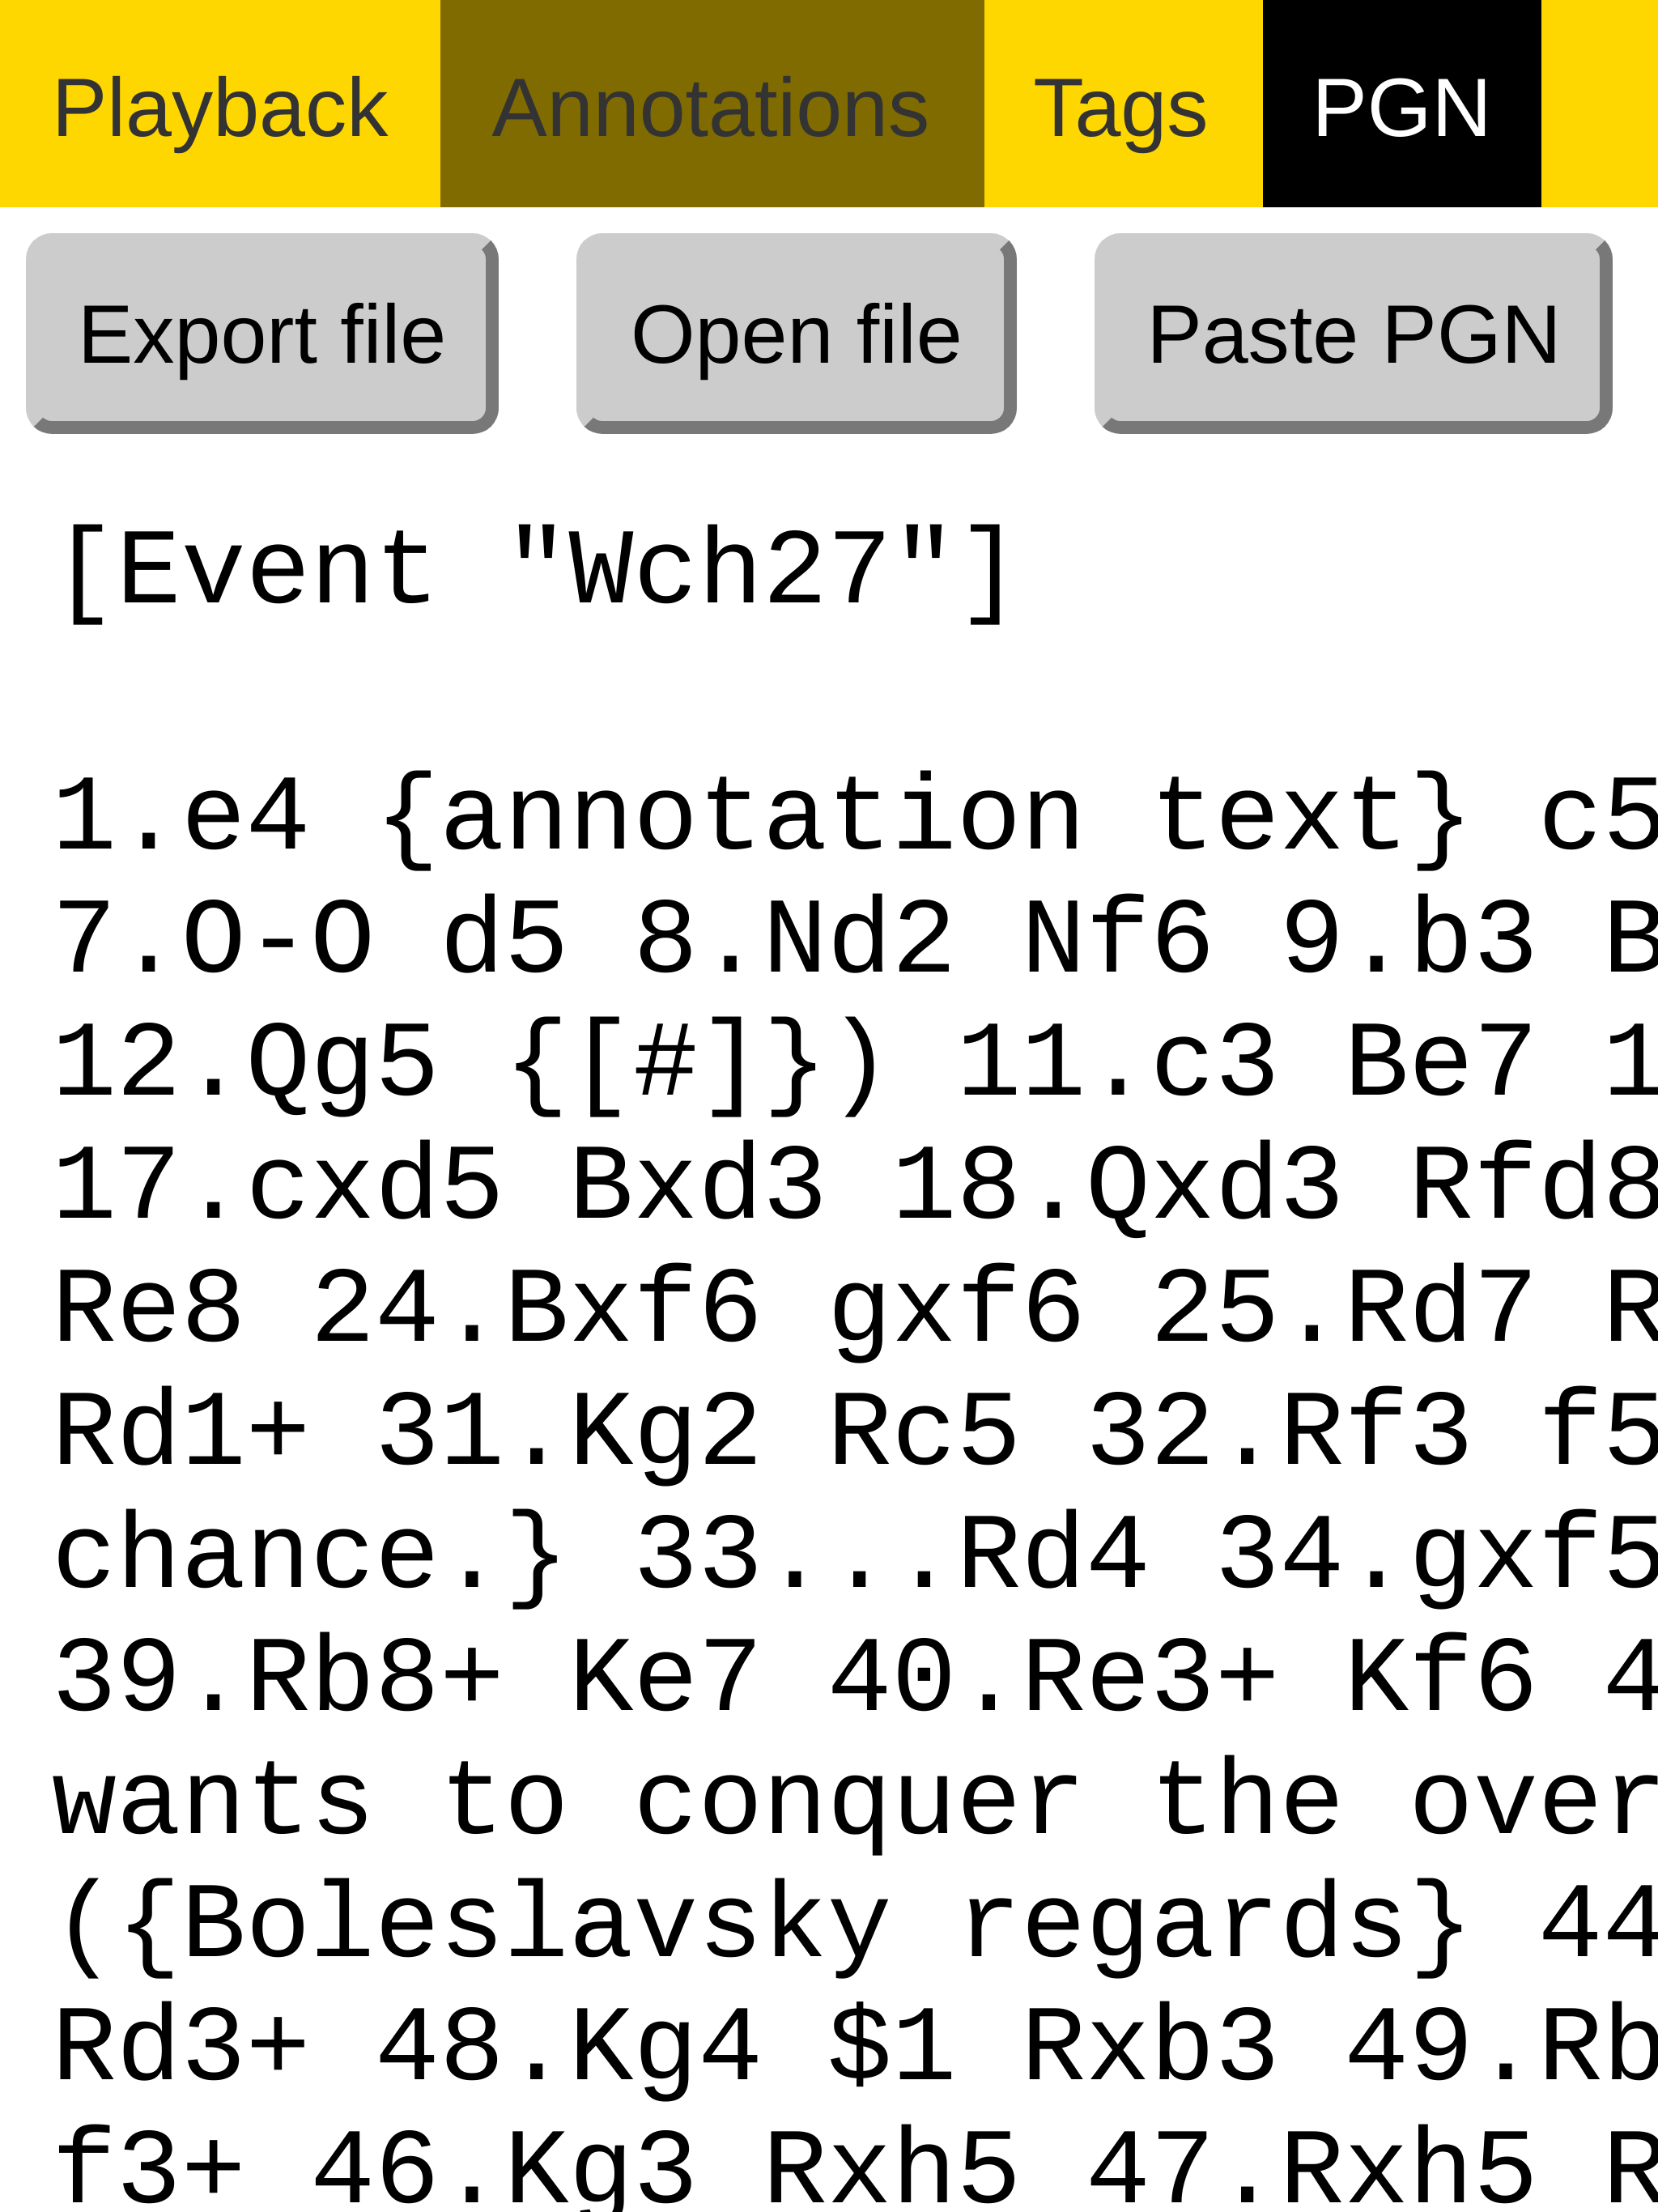 Playback Annotations Tags PGN
Export file Open file Paste PGN
[Event "Wch27"]
1.e4 {annotation text} c5
7.O-O d5 8.Nd2 Nf6 9.b3 B
12.Qg5 {[#]}) 11.c3 Be7 1
17.cxd5 Bxd3 18.Qxd3 Rfd8
Re8 24.Bxf6 gxf6 25.Rd7 R
Rd1+ 31.Kg2 Rc5 32.Rf3 f5
chance.} 33...Rd4 34.gxf5
39.Rb8+ Ke7 40.Re3+ Kf6 4
wants to conquer the over
({Boleslavsky regards} 44
Rd3+ 48.Kg4 $1 Rxb3 49.Rb
f3+ 46.Kg3 Rxh5 47.Rxh5 R